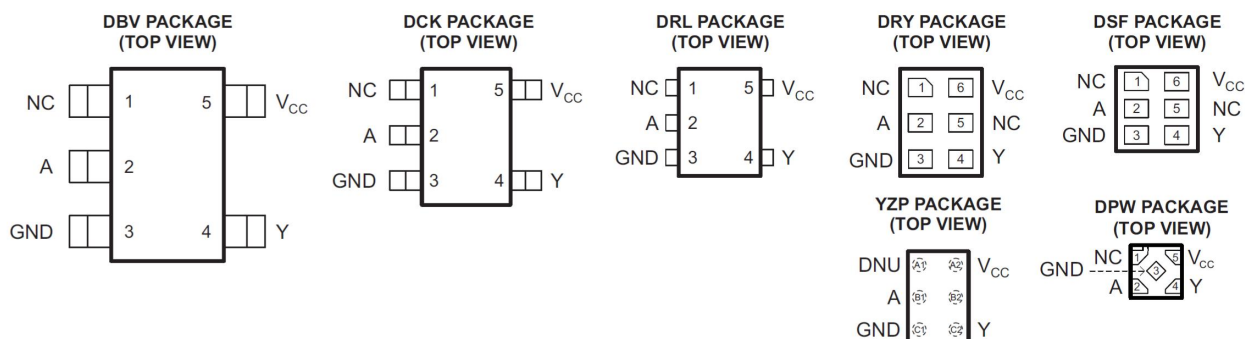 DBV PACKAGE
(TOP VIEW)
NC 1 5 VCC
A 2
GND 3 4 Y
DCK PACKAGE
(TOP VIEW)
NC 1 5 VCC
A 2
GND 3 4 Y
DRL PACKAGE
(TOP VIEW)
NC 1 5 VCC
A 2
GND 3 4 Y
DRY PACKAGE
(TOP VIEW)
NC 1 6 VCC
A 2 5 NC
GND 3 4 Y
DSF PACKAGE
(TOP VIEW)
NC 1 6 VCC
A 2 5 NC
GND 3 4 Y
YZP PACKAGE
(TOP VIEW)
DNU A1 A2 VCC
A B1 B2
GND C1 C2 Y
DPW PACKAGE
(TOP VIEW)
NC 1 5 VCC
GND 3
A 2 4 Y